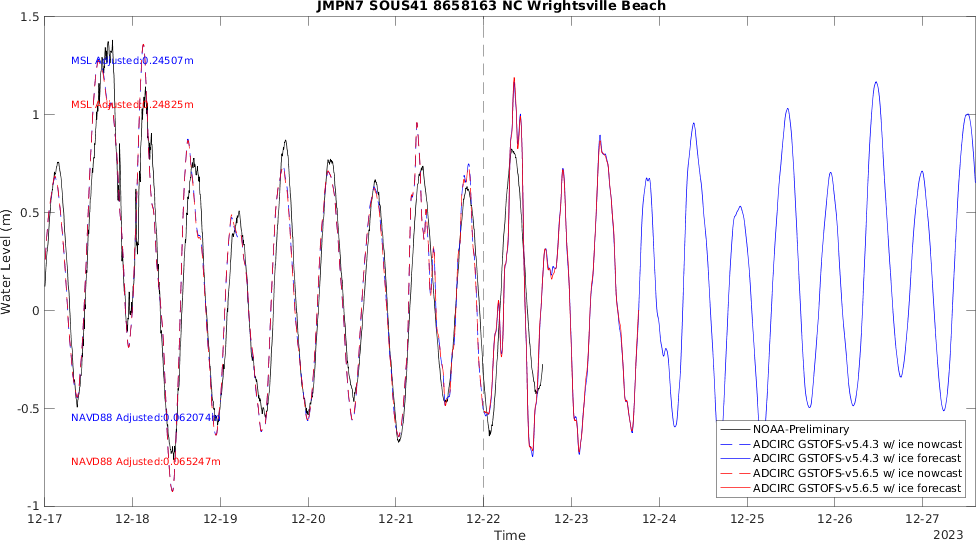 JMPN7 SOUS41 8658163 NC Wrightsville Beach
1.5
1
0.5
0
-0.5
-1
Water Level (m)
MSL Adjusted:0.24507m
MSL Adjusted:0.24825m
NAVD88 Adjusted:0.062074m
NAVD88 Adjusted:0.065247m
NOAA-Preliminary
ADCIRC GSTOFS-v5.4.3 w/ ice nowcast
ADCIRC GSTOFS-v5.4.3 w/ ice forecast
ADCIRC GSTOFS-v5.6.5 w/ ice nowcast
ADCIRC GSTOFS-v5.6.5 w/ ice forecast
12-17 12-18 12-19 12-20 12-21 12-22 12-23 12-24 12-25 12-26 12-27
Time
2023